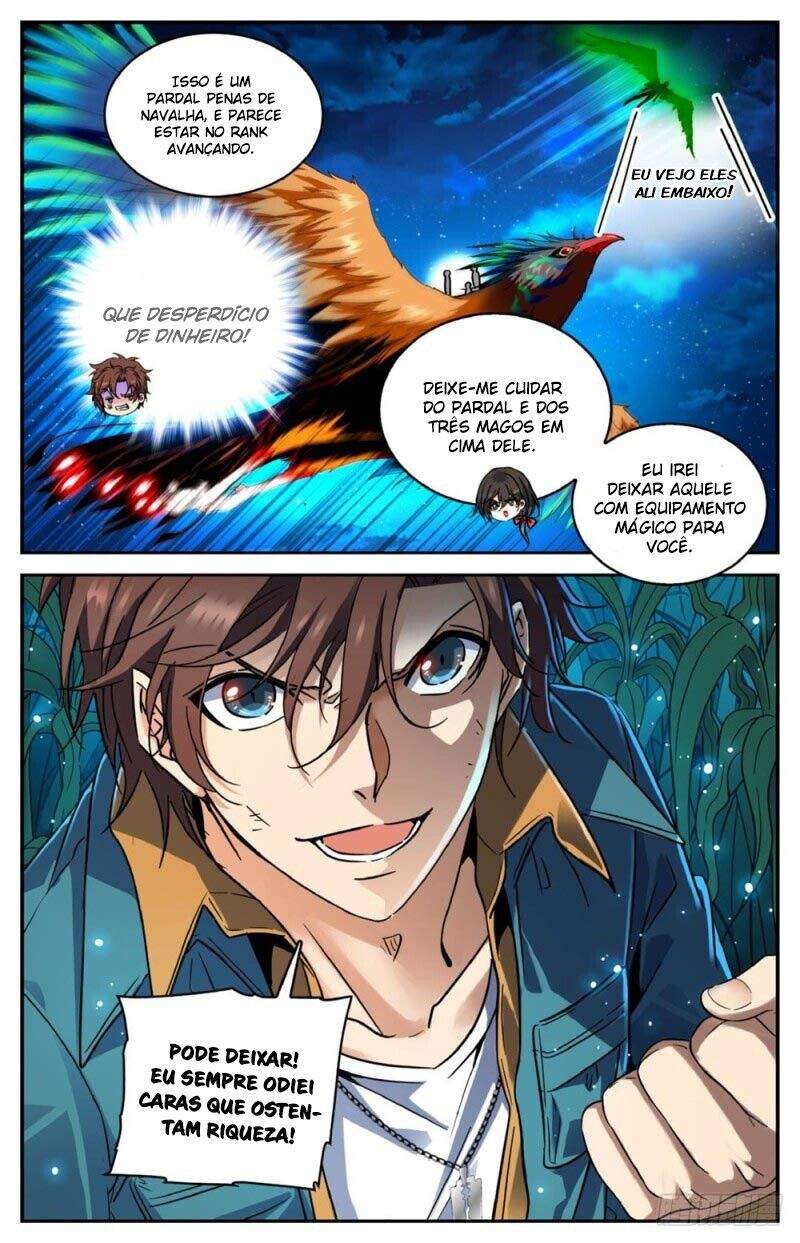 ISSO É UM
PARDAL PENAS DE
NAVALHA, E PARECE
ESTAR NO RANK
AVANÇANDO.
EU VEJO ELES
ALI EMBAIXO!
QUE DESPERDÍCIO
DE DINHEIRO!
DEIXE-ME CUIDAR
DO PARDAL E DOS
TRÊS MAGOS EM
CIMA DELE.
EU IREI
DEIXAR AQUELE
COM EQUIPAMENTO
MÁGICO PARA
VOCÊ.
PODE DEIXAR!
EU SEMPRE ODIEI
CARAS QUE OSTEN-
TAM RIQUEZA!